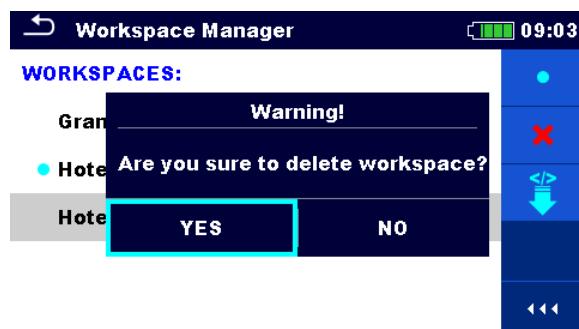 Workspace Manager 09:03
WORKSPACES:
Gran
Warning!
Hote
Are you sure to delete workspace?
Hote
YES NO